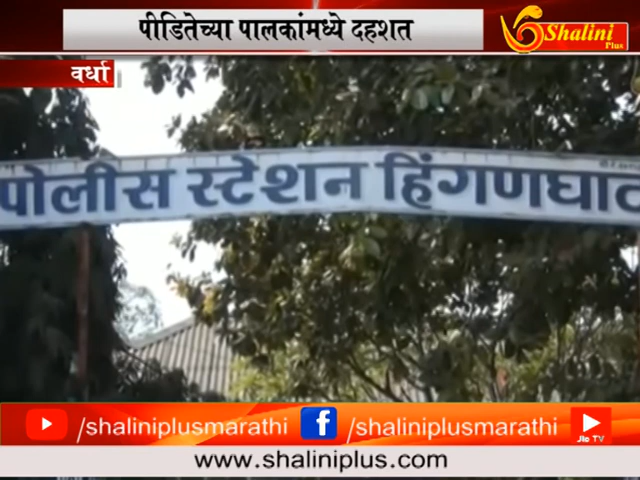 पीडितेच्या पालकांमध्ये दहशत
Shalini
Plus
वर्धा
पोलीस स्टेशन हिंगणघाट
/shaliniplusmarathi
/shaliniplusmarathi
Jio TV
www.shaliniplus.com